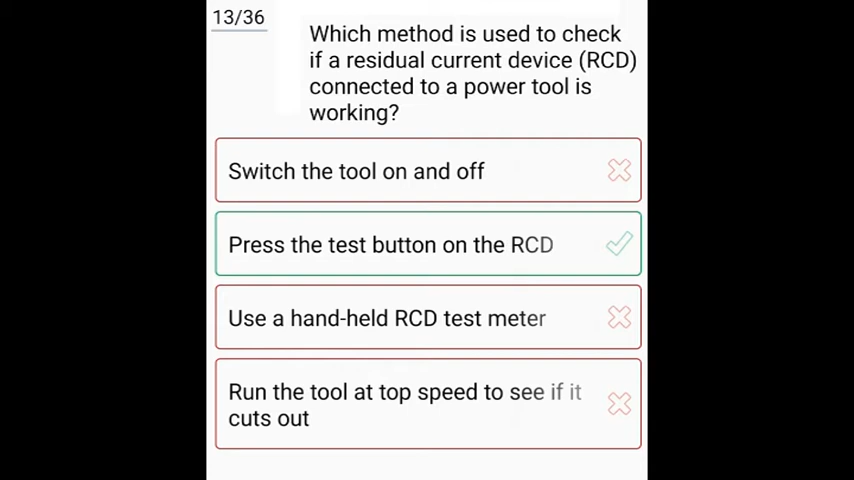 13/36
Which method is used to check
if a residual current device (RCD)
connected to a power tool is
working?
Switch the tool on and off
Press the test button on the RCD
Use a hand-held RCD test meter
Run the tool at top speed to see if it
cuts out